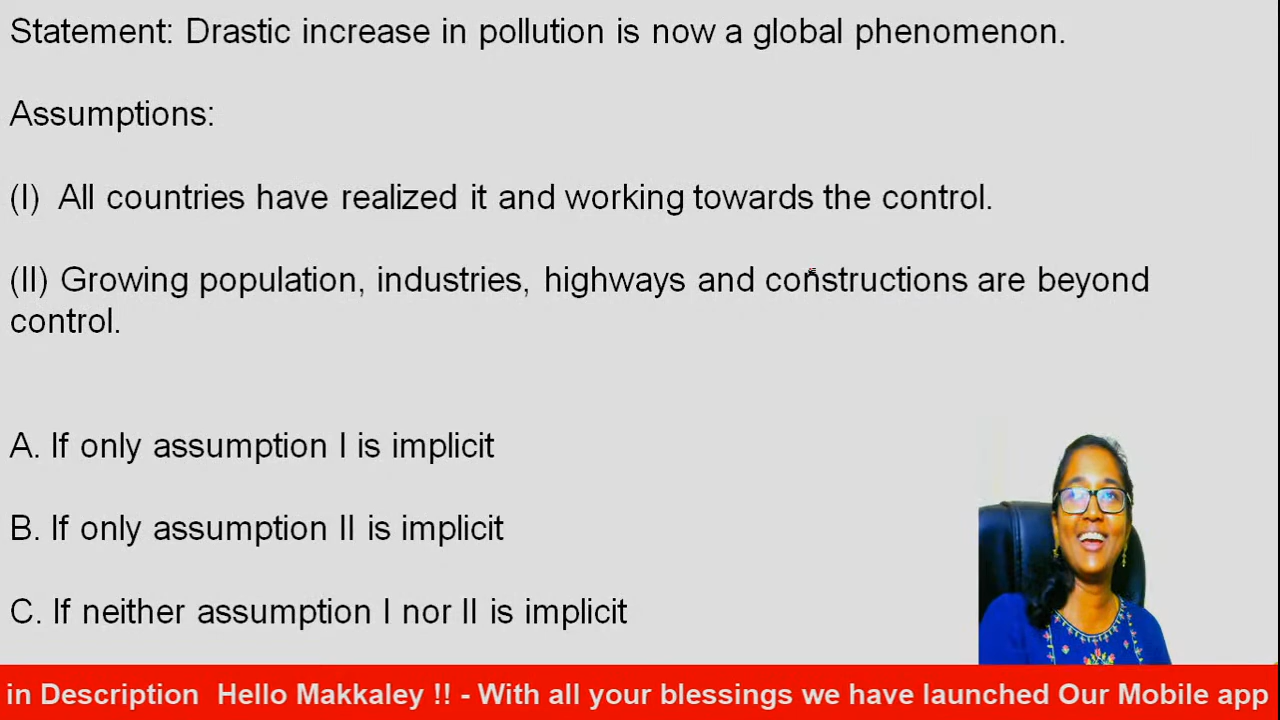 Statement: Drastic increase in pollution is now a global phenomenon.
Assumptions:
(I) All countries have realized it and working towards the control.
(II) Growing population, industries, highways and constructions are beyond
control.
A. If only assumption I is implicit
B. If only assumption II is implicit
C. If neither assumption I nor II is implicit
in Description Hello Makkaley !! - With all your blessings we have launched Our Mobile app